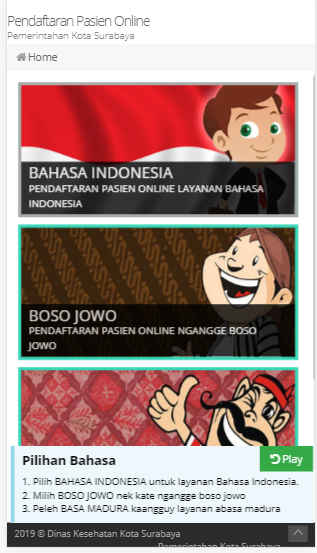 Pendaftaran Pasien Online
Pemerintahan Kota Surabaya
Home
BAHASA INDONESIA
PENDAFTARAN PASIEN ONLINE LAYANAN BAHASA
INDONESIA
BOSO JOWO
PENDAFTARAN PASIEN ONLINE NGANGGE BOSO
JOWO
Pilihan Bahasa
Play
1. Pilih BAHASA INDONESIA untuk layanan Bahasa Indonesia.
2. Milih BOSO JOWO nek kate ngangge boso jowo
3. Peleh BASA MADURA kaangguy layanan abasa madura
2019 © Dinas Kesehatan Kota Surabaya
Pemerintahan Kota Surabaya